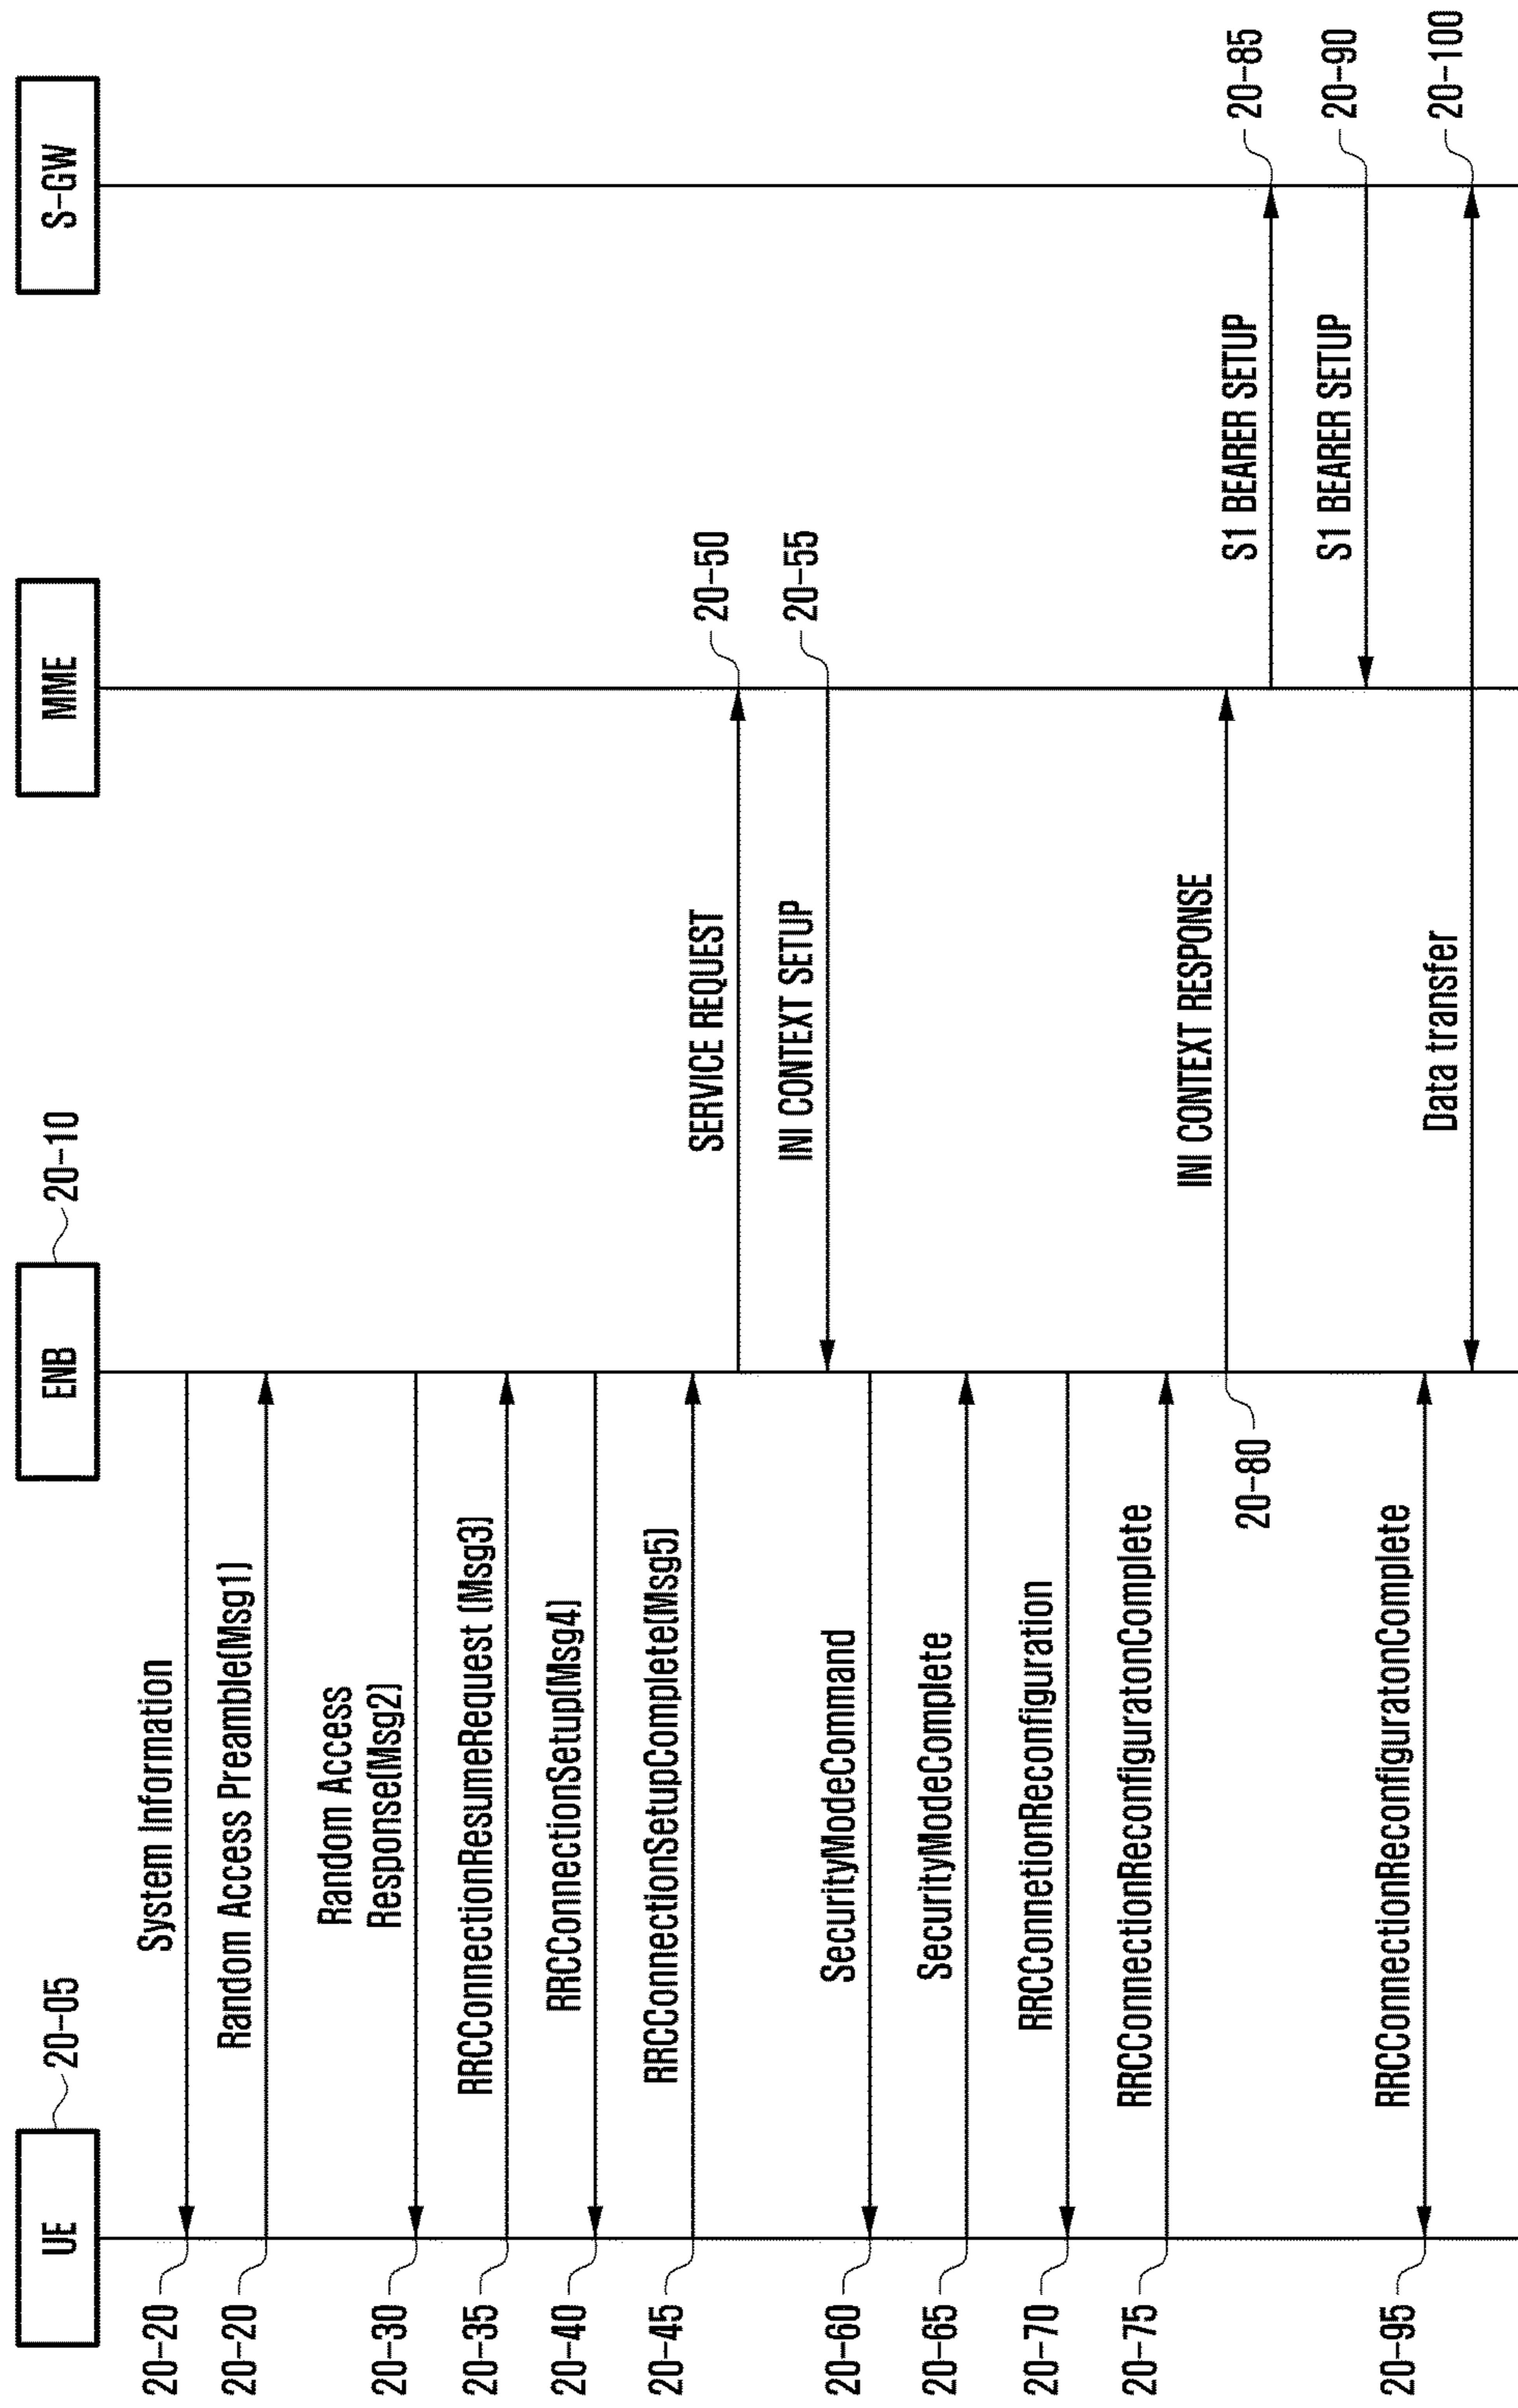 UE
20-05
ENB
20-10
MME
S-GW
20-20
System Information
20-20
Random Access Preamble(Msg1)
20-30
Random Access
Response(Msg2)
20-35
RRCConnectionResumeRequest (Msg3)
20-40
RRCConnectionSetup(Msg4)
20-45
RRCConnectionSetupComplete(Msg5)
SERVICE REQUEST
20-50
INI CONTEXT SETUP
20-55
20-60
SecurityModeCommand
20-65
SecurityModeComplete
20-70
RRCConnetionReconfiguration
20-75
RRCConnectionReconfiguratonComplete
20-80
INI CONTEXT RESPONSE
S1 BEARER SETUP
20-85
S1 BEARER SETUP
20-90
20-95
RRCConnectionReconfiguratonComplete
Data transfer
20-100